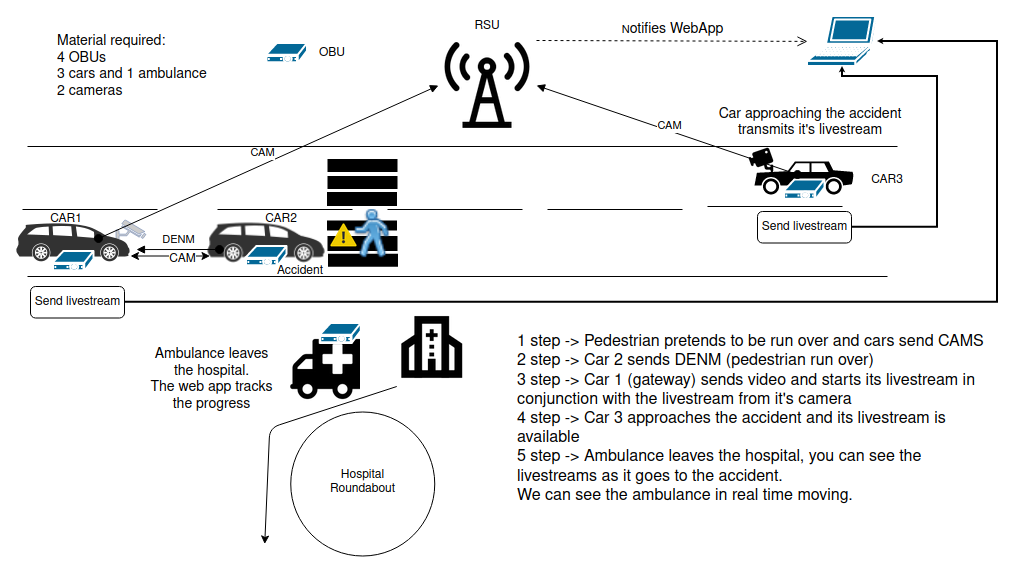 Material required:
4 OBUs
3 cars and 1 ambulance
2 cameras
OBU
RSU
Notifies WebApp
Car approaching the accident
transmits it's livestream
CAM
CAM
CAR3
Send livestream
CAR1
CAR2
DENM
CAM
Accident
Send livestream
Ambulance leaves
the hospital.
The web app tracks
the progress
Hospital
Roundabout
1 step -> Pedestrian pretends to be run over and cars send CAMS
2 step -> Car 2 sends DENM (pedestrian run over)
3 step -> Car 1 (gateway) sends video and starts its livestream in
conjunction with the livestream from it's camera
4 step -> Car 3 approaches the accident and its livestream is
available
5 step -> Ambulance leaves the hospital, you can see the
livestreams as it goes to the accident.
We can see the ambulance in real time moving.